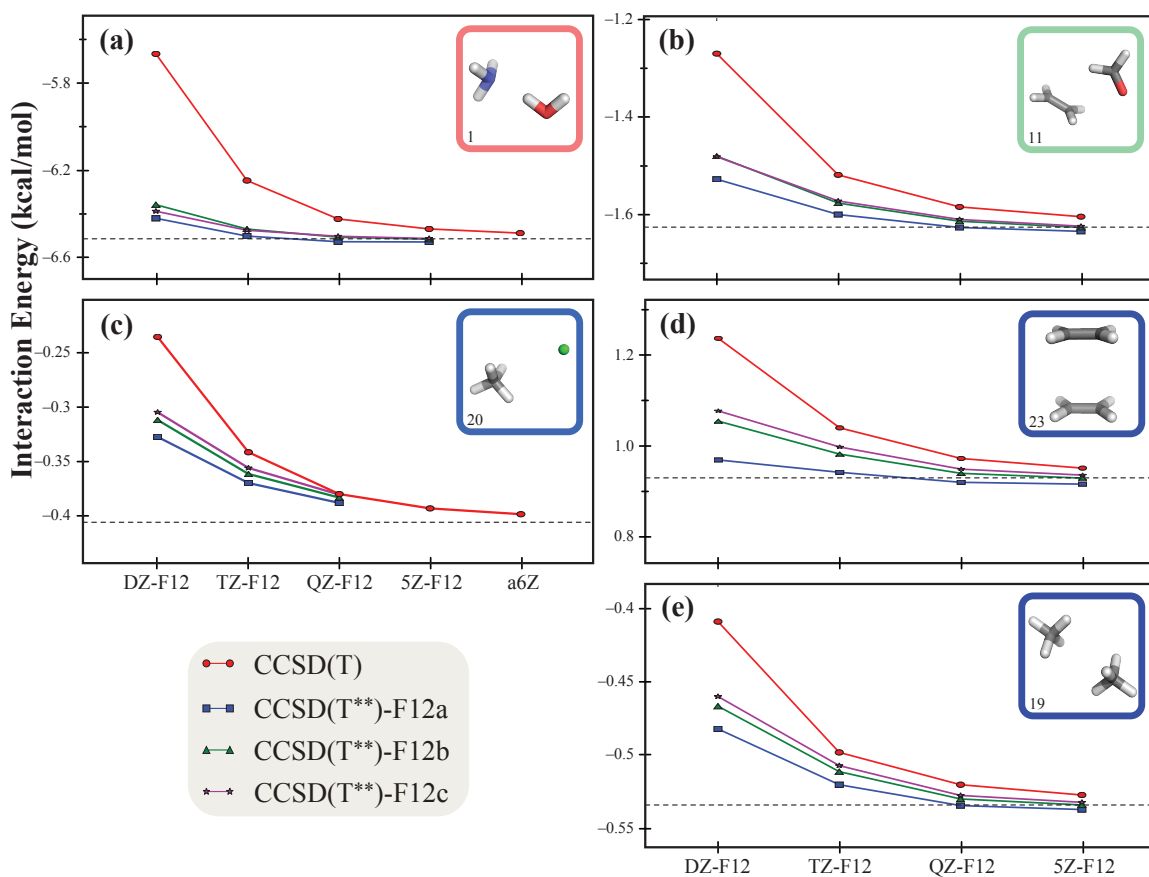 Interaction Energy (kcal/mol)
(a)
−5.8
−6.2
−6.6
1
(b)
−1.2
−1.4
−1.6
11
(c)
−0.25
−0.3
−0.35
−0.4
20
DZ-F12 TZ-F12 QZ-F12 5Z-F12 a6Z
(d)
1.2
1.0
0.8
23
(e)
−0.4
−0.45
−0.5
−0.55
19
DZ-F12 TZ-F12 QZ-F12 5Z-F12
CCSD(T)
CCSD(T**)-F12a
CCSD(T**)-F12b
CCSD(T**)-F12c